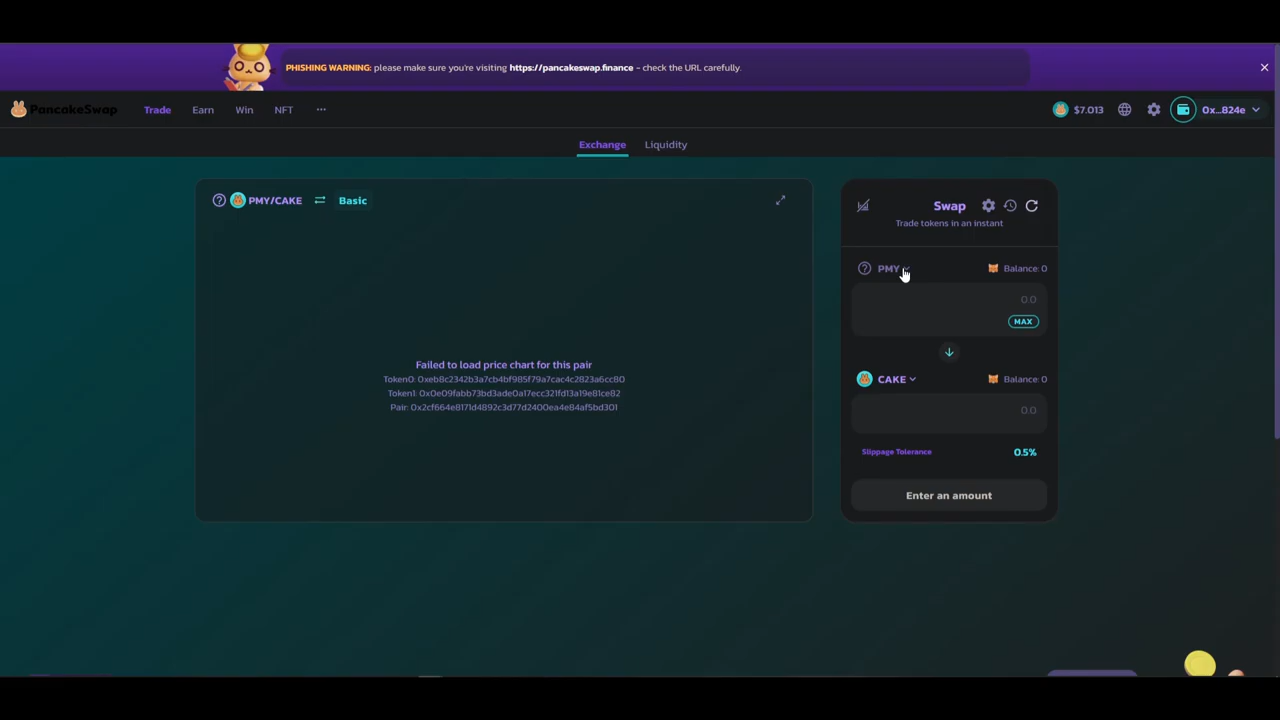 PHISHING WARNING: please make sure you're visiting https://pancakeswap.finance - check the URL carefully.
PancakeSwap
Trade
Earn
Win
NFT
$7.013
0x...824e
Exchange
Liquidity
PMY/CAKE
Basic
Swap
Trade tokens in an instant
PMY
Balance: 0
0.0
MAX
CAKE
Balance: 0
0.0
Slippage Tolerance
0.5%
Enter an amount
Failed to load price chart for this pair
Token0: 0xeb8c2342b3a7cb4bf985f79a7cac4c2823a6cc80
Token1: 0x0e09fabb73bd3ade0a17ecc321fd13a19e81ce82
Pair: 0x2cf664e8171d4892c3d77d2400ea4e84af5bd301